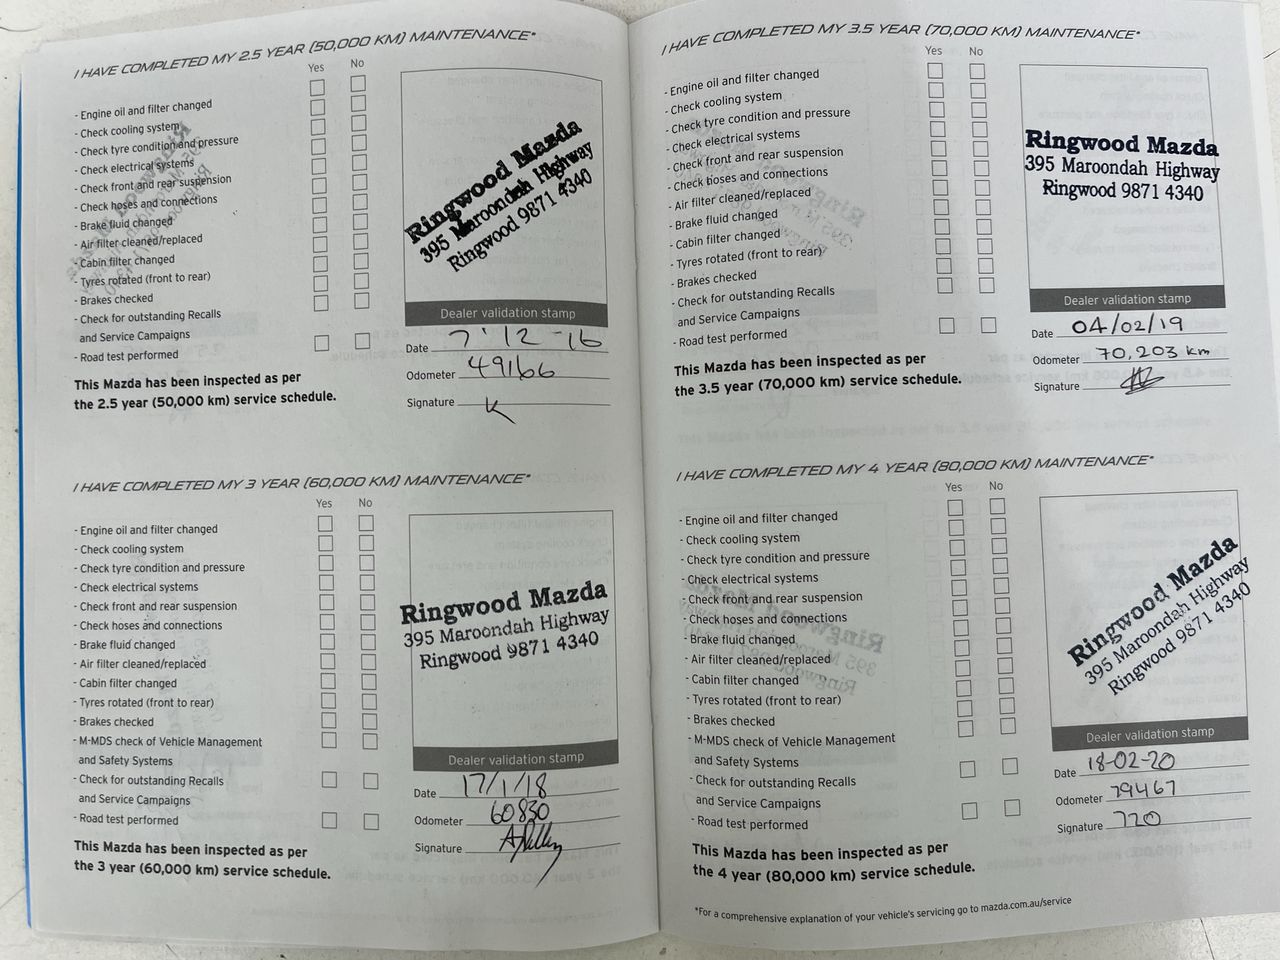 I HAVE COMPLETED MY 2.5 YEAR (50,000 KM) MAINTENANCE*
Yes No
- Engine oil and filter changed
- Check cooling system
- Check tyre condition and pressure
- Check electrical systems
- Check front and rear suspension
- Check hoses and connections
- Brake fluid changed
- Air filter cleaned/replaced
- Cabin filter changed
- Tyres rotated (front to rear)
- Brakes checked
- Check for outstanding Recalls
and Service Campaigns
- Road test performed
This Mazda has been inspected as per
the 2.5 year (50,000 km) service schedule.
Ringwood Mazda
395 Maroondah Highway
Ringwood 9871 4340
Dealer validation stamp
Date 7-12-16
Odometer 49166
Signature
I HAVE COMPLETED MY 3 YEAR (60,000 KM) MAINTENANCE*
Yes No
- Engine oil and filter changed
- Check cooling system
- Check tyre condition and pressure
- Check electrical systems
- Check front and rear suspension
- Check hoses and connections
- Brake fluid changed
- Air filter cleaned/replaced
- Cabin filter changed
- Tyres rotated (front to rear)
- Brakes checked
- M-MDS check of Vehicle Management
and Safety Systems
- Check for outstanding Recalls
and Service Campaigns
- Road test performed
This Mazda has been inspected as per
the 3 year (60,000 km) service schedule.
Ringwood Mazda
395 Maroondah Highway
Ringwood 9871 4340
Dealer validation stamp
Date 17/1/18
Odometer 60830
Signature
I HAVE COMPLETED MY 3.5 YEAR (70,000 KM) MAINTENANCE*
Yes No
- Engine oil and filter changed
- Check cooling system
- Check tyre condition and pressure
- Check electrical systems
- Check front and rear suspension
- Check hoses and connections
- Air filter cleaned/replaced
- Brake fluid changed
- Cabin filter changed
- Tyres rotated (front to rear)
- Brakes checked
- Check for outstanding Recalls
and Service Campaigns
- Road test performed
This Mazda has been inspected as per
the 3.5 year (70,000 km) service schedule.
Ringwood Mazda
395 Maroondah Highway
Ringwood 9871 4340
Dealer validation stamp
Date 04/02/19
Odometer 70,203 km
Signature
I HAVE COMPLETED MY 4 YEAR (80,000 KM) MAINTENANCE*
Yes No
- Engine oil and filter changed
- Check cooling system
- Check tyre condition and pressure
- Check electrical systems
- Check front and rear suspension
- Check hoses and connections
- Brake fluid changed
- Air filter cleaned/replaced
- Cabin filter changed
- Tyres rotated (front to rear)
- Brakes checked
- M-MDS check of Vehicle Management
and Safety Systems
- Check for outstanding Recalls
and Service Campaigns
- Road test performed
This Mazda has been inspected as per
the 4 year (80,000 km) service schedule.
Ringwood Mazda
395 Maroondah Highway
Ringwood 9871 4340
Dealer validation stamp
Date 18-02-20
Odometer 79467
Signature 720
*For a comprehensive explanation of your vehicle's servicing go to mazda.com.au/service